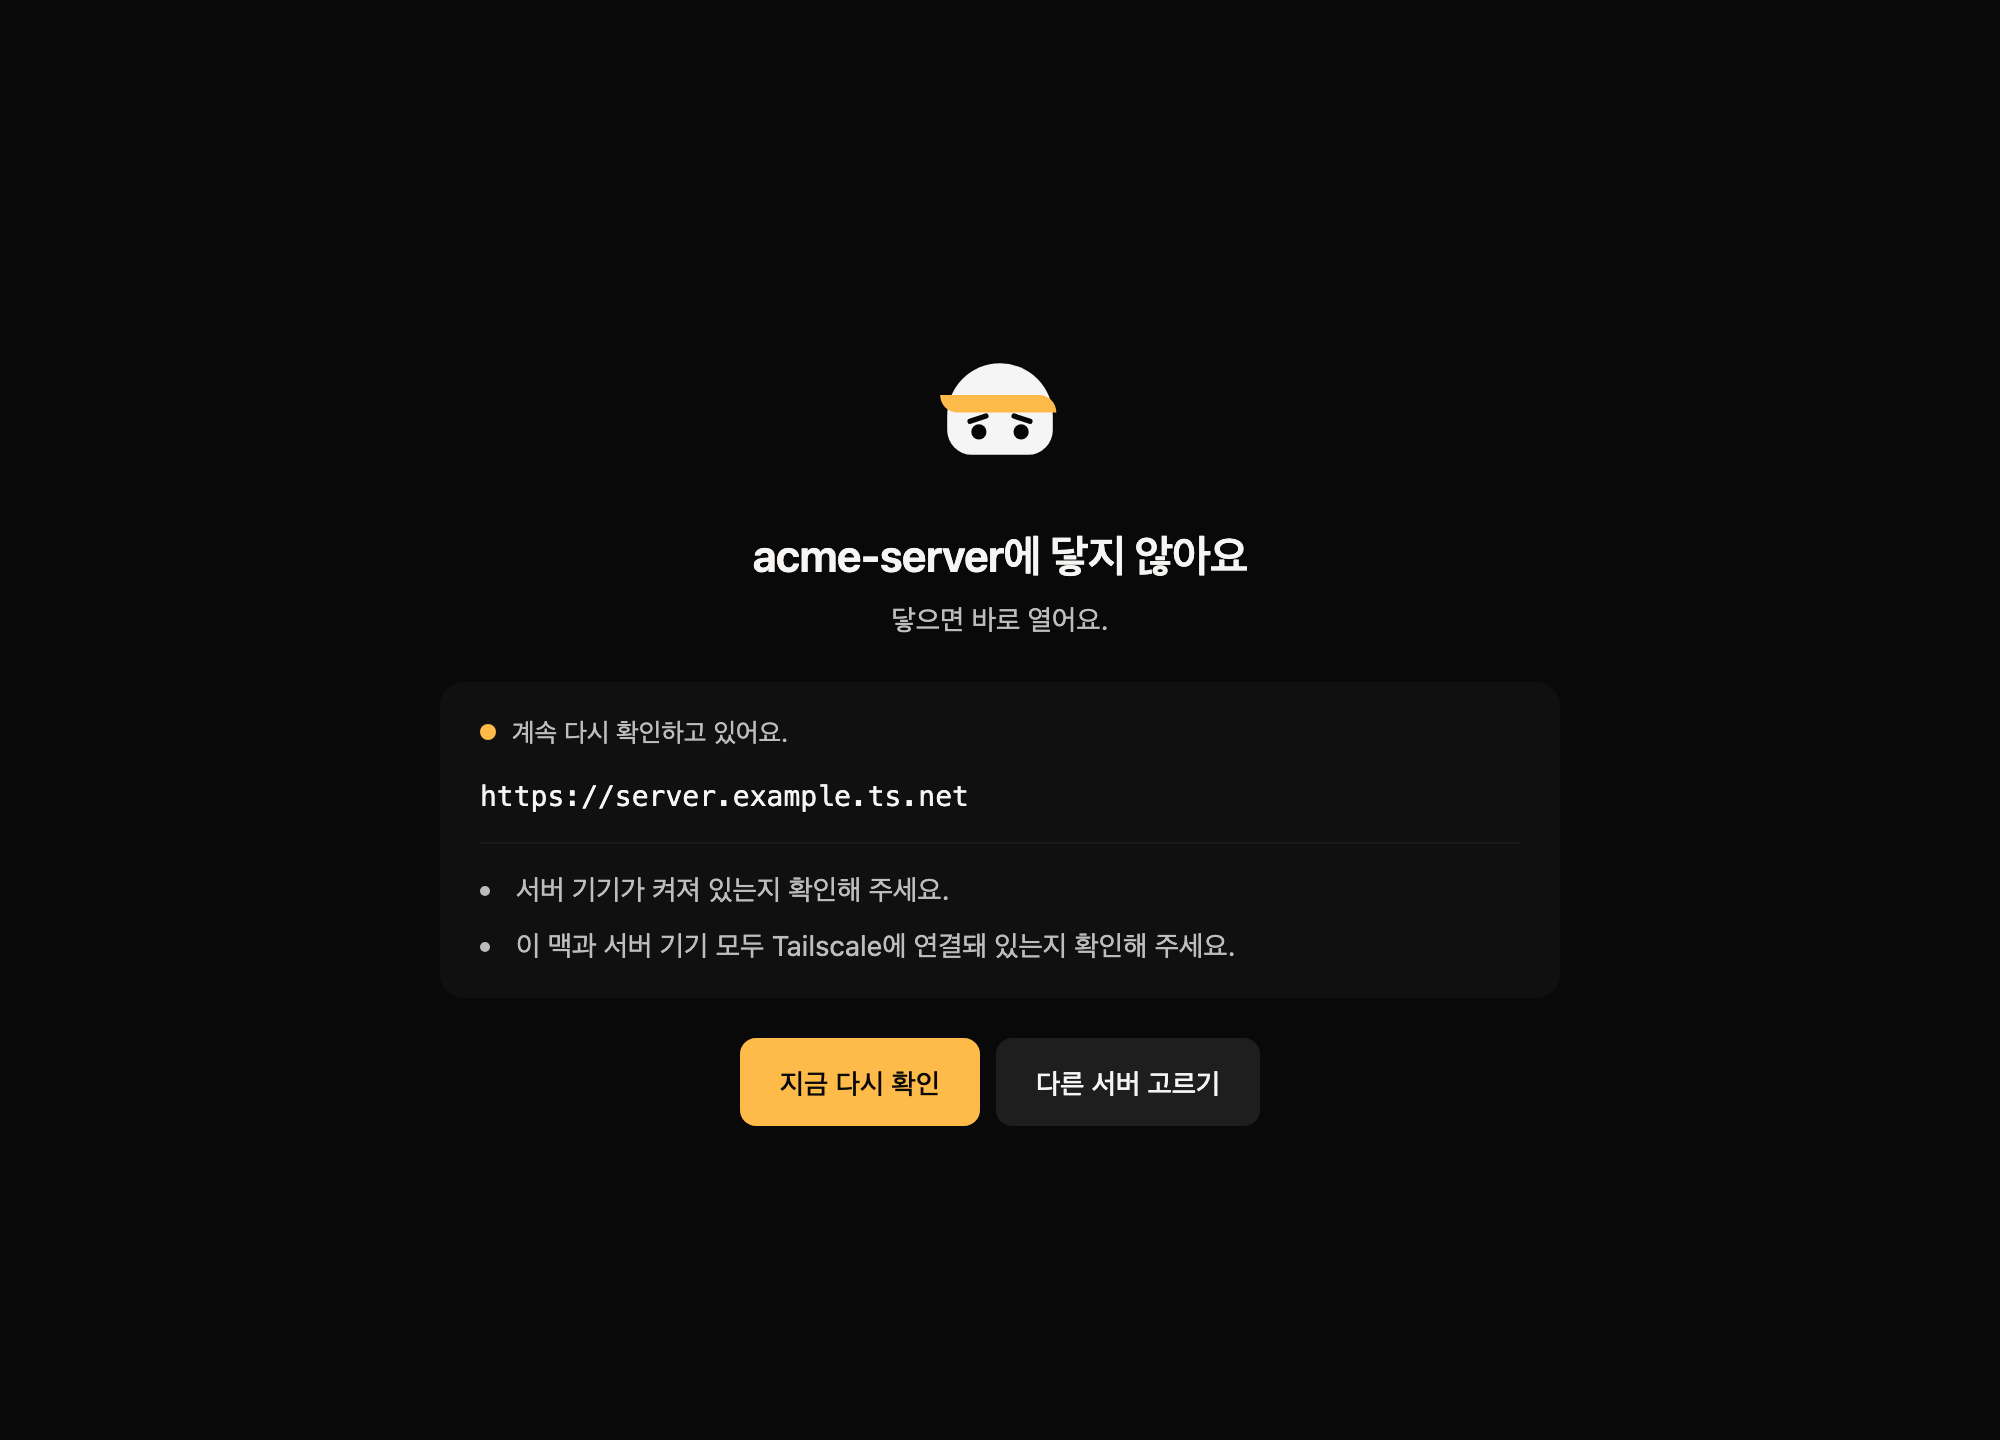 acme-server에 닿지 않아요
닿으면 바로 열어요.
계속 다시 확인하고 있어요.
https://server.example.ts.net
서버 기기가 켜져 있는지 확인해 주세요.
이 맥과 서버 기기 모두 Tailscale에 연결돼 있는지 확인해 주세요.
지금 다시 확인
다른 서버 고르기